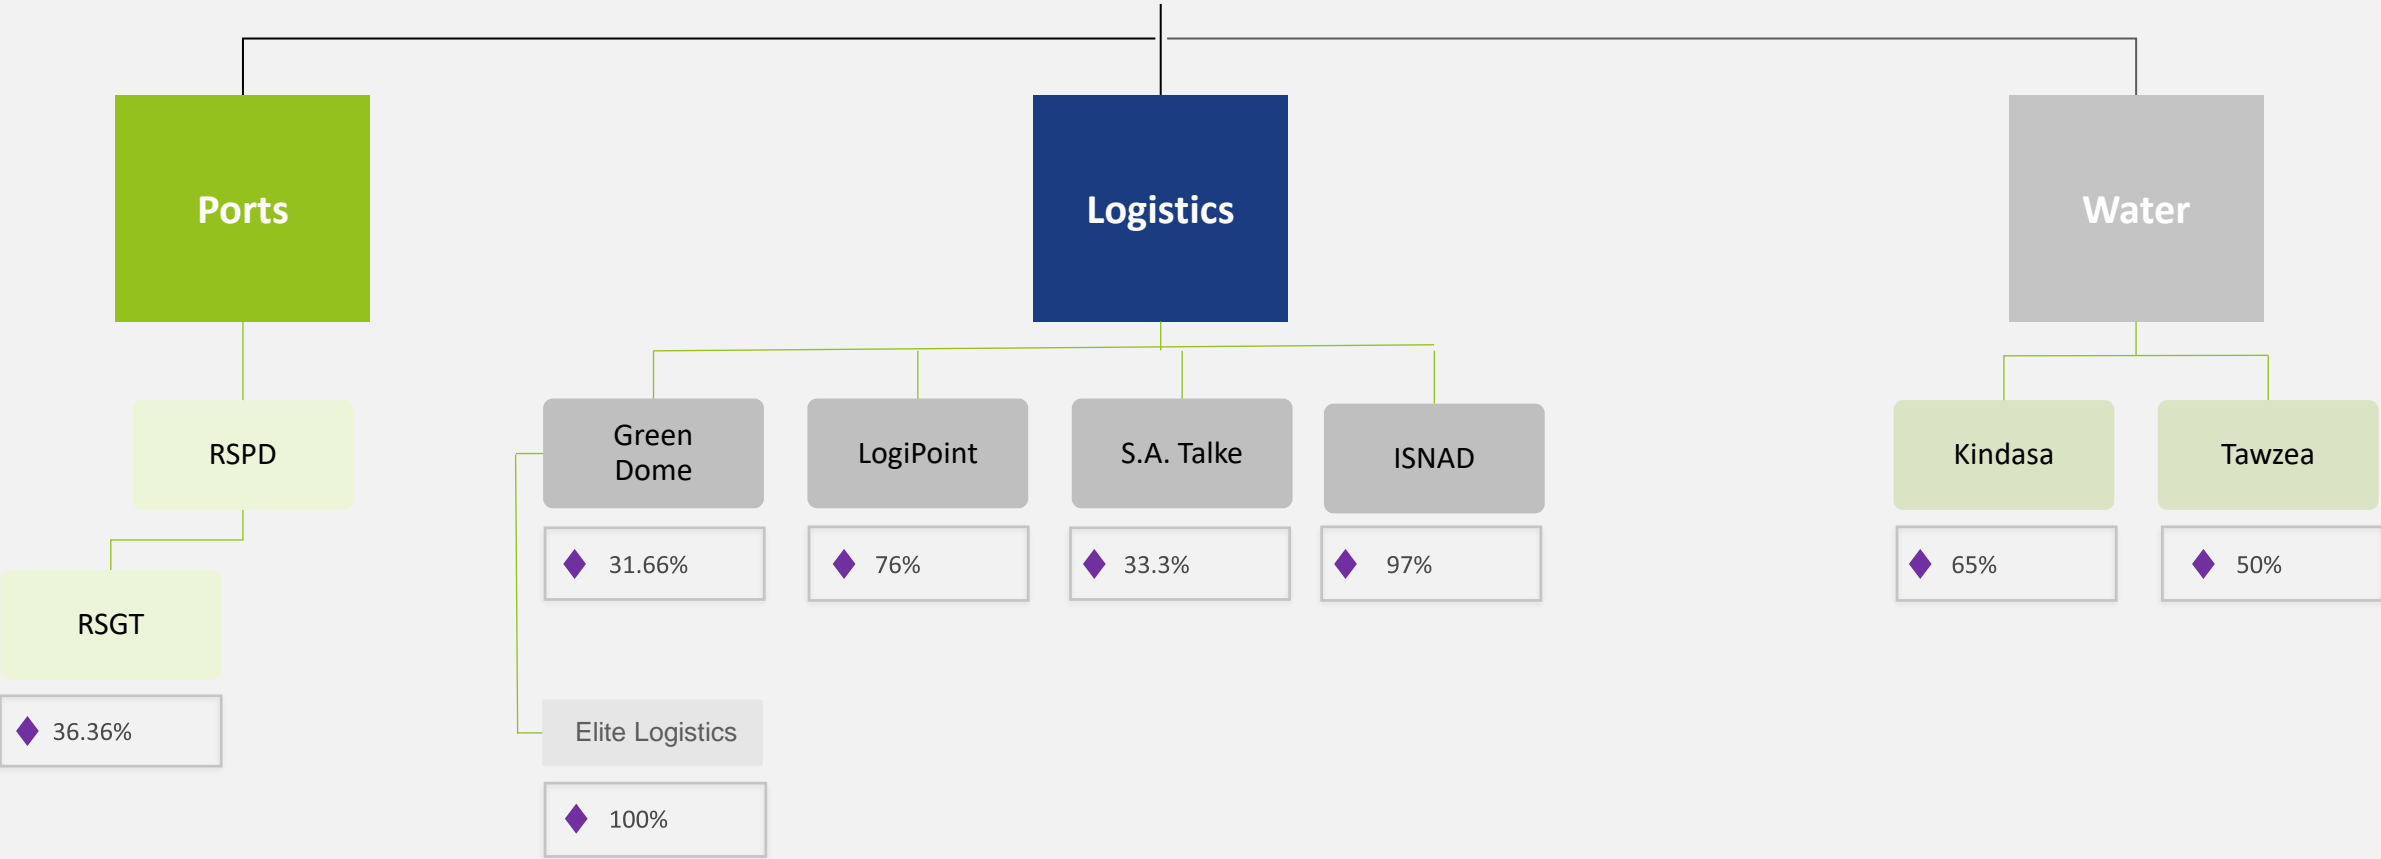 Ports
Logistics
Water
RSPD
Green
Dome
LogiPoint
S.A. Talke
ISNAD
Kindasa
Tawzea
31.66%
76%
33.3%
97%
65%
50%
RSGT
36.36%
Elite Logistics
100%